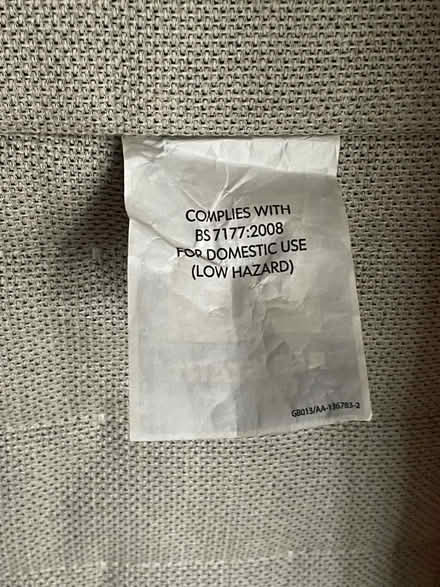 COMPLIES WITH
BS 7177:2008
FOR DOMESTIC USE
(LOW HAZARD)
GB013/AA-136783-2